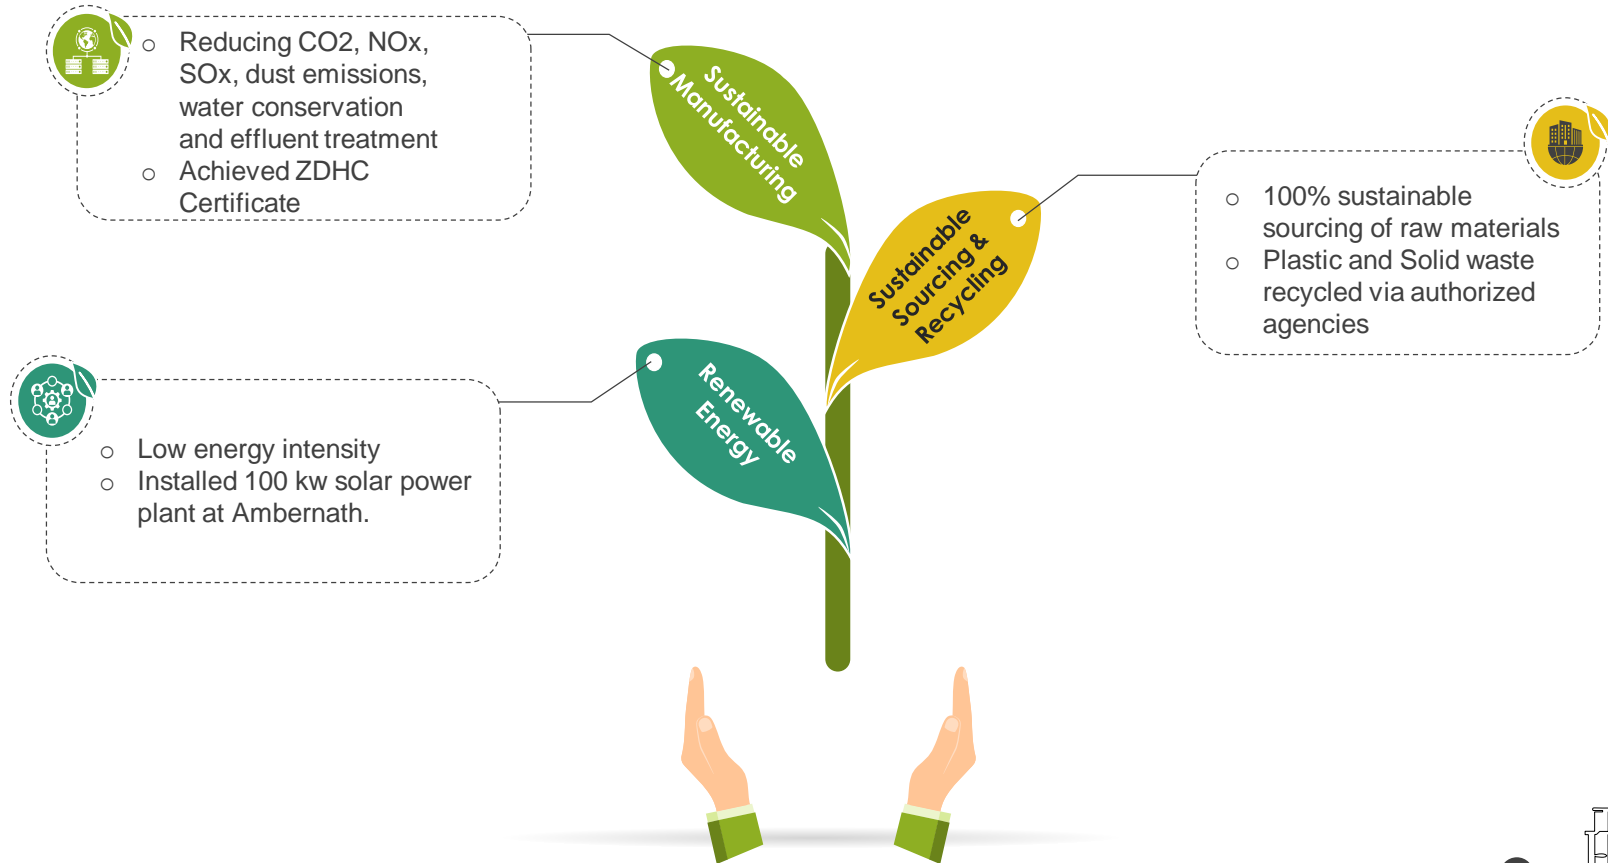 ○ Reducing CO2, NOx,
SOx, dust emissions,
water conservation
and effluent treatment
○ Achieved ZDHC
Certificate
Sustainable
Manufacturing
○ 100% sustainable
sourcing of raw materials
○ Plastic and Solid waste
recycled via authorized
agencies
Sustainable
Sourcing &
Recycling
○ Low energy intensity
○ Installed 100 kw solar power
plant at Ambernath.
Renewable
Energy